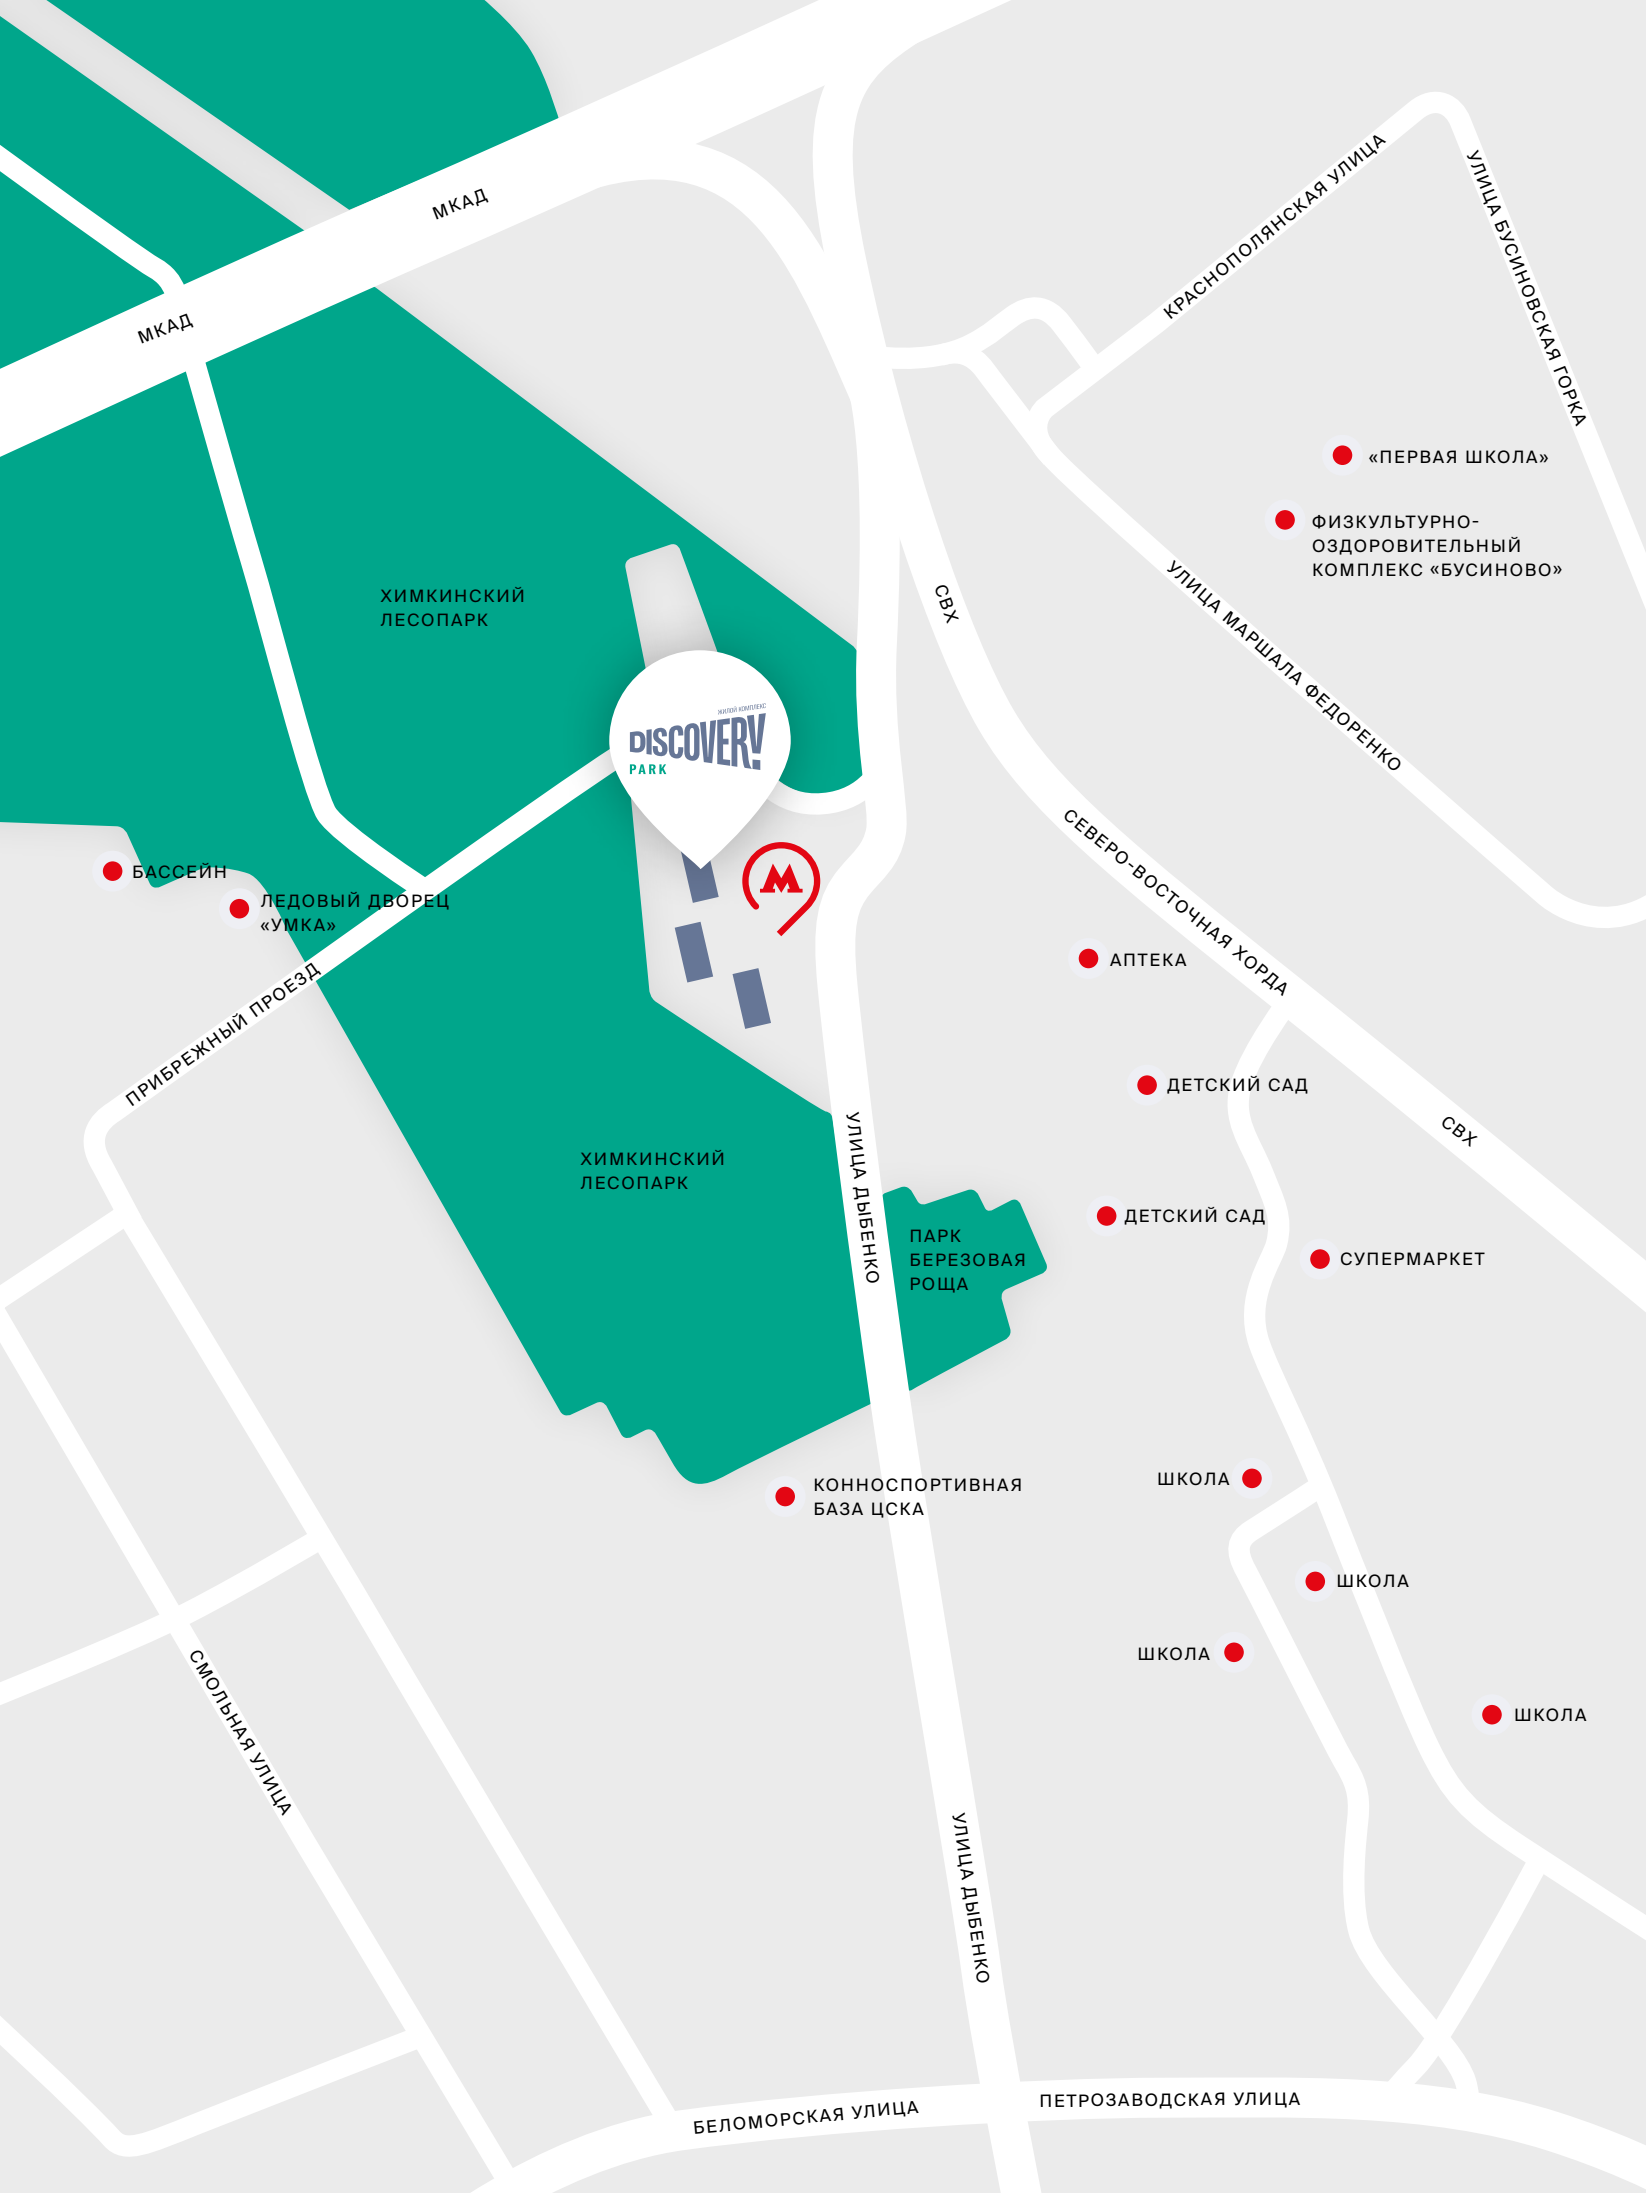 МКАД
МКАД
КРАСНОПОЛЯНСКАЯ УЛИЦА
УЛИЦА БУСИНОВСКАЯ ГОРКА
«ПЕРВАЯ ШКОЛА»
ФИЗКУЛЬТУРНО-
ОЗДОРОВИТЕЛЬНЫЙ
КОМПЛЕКС «БУСИНОВО»
ХИМКИНСКИЙ
ЛЕСОПАРК
СВХ
УЛИЦА МАРШАЛА ФЕДОРЕНКО
ЖИЛОЙ КОМПЛЕКС
DISCOVERY
PARK
М
СЕВЕРО-ВОСТОЧНАЯ ХОРДА
БАССЕЙН
ЛЕДОВЫЙ ДВОРЕЦ
«УМКА»
АПТЕКА
ПРИБРЕЖНЫЙ ПРОЕЗД
ДЕТСКИЙ САД
СВХ
ХИМКИНСКИЙ
ЛЕСОПАРК
УЛИЦА ДЫБЕНКО
ДЕТСКИЙ САД
ПАРК
БЕРЕЗОВАЯ
РОЩА
СУПЕРМАРКЕТ
КОННОСПОРТИВНАЯ
БАЗА ЦСКА
ШКОЛА
ШКОЛА
ШКОЛА
СМОЛЬНАЯ УЛИЦА
ШКОЛА
УЛИЦА ДЫБЕНКО
БЕЛОМОРСКАЯ УЛИЦА
ПЕТРОЗАВОДСКАЯ УЛИЦА